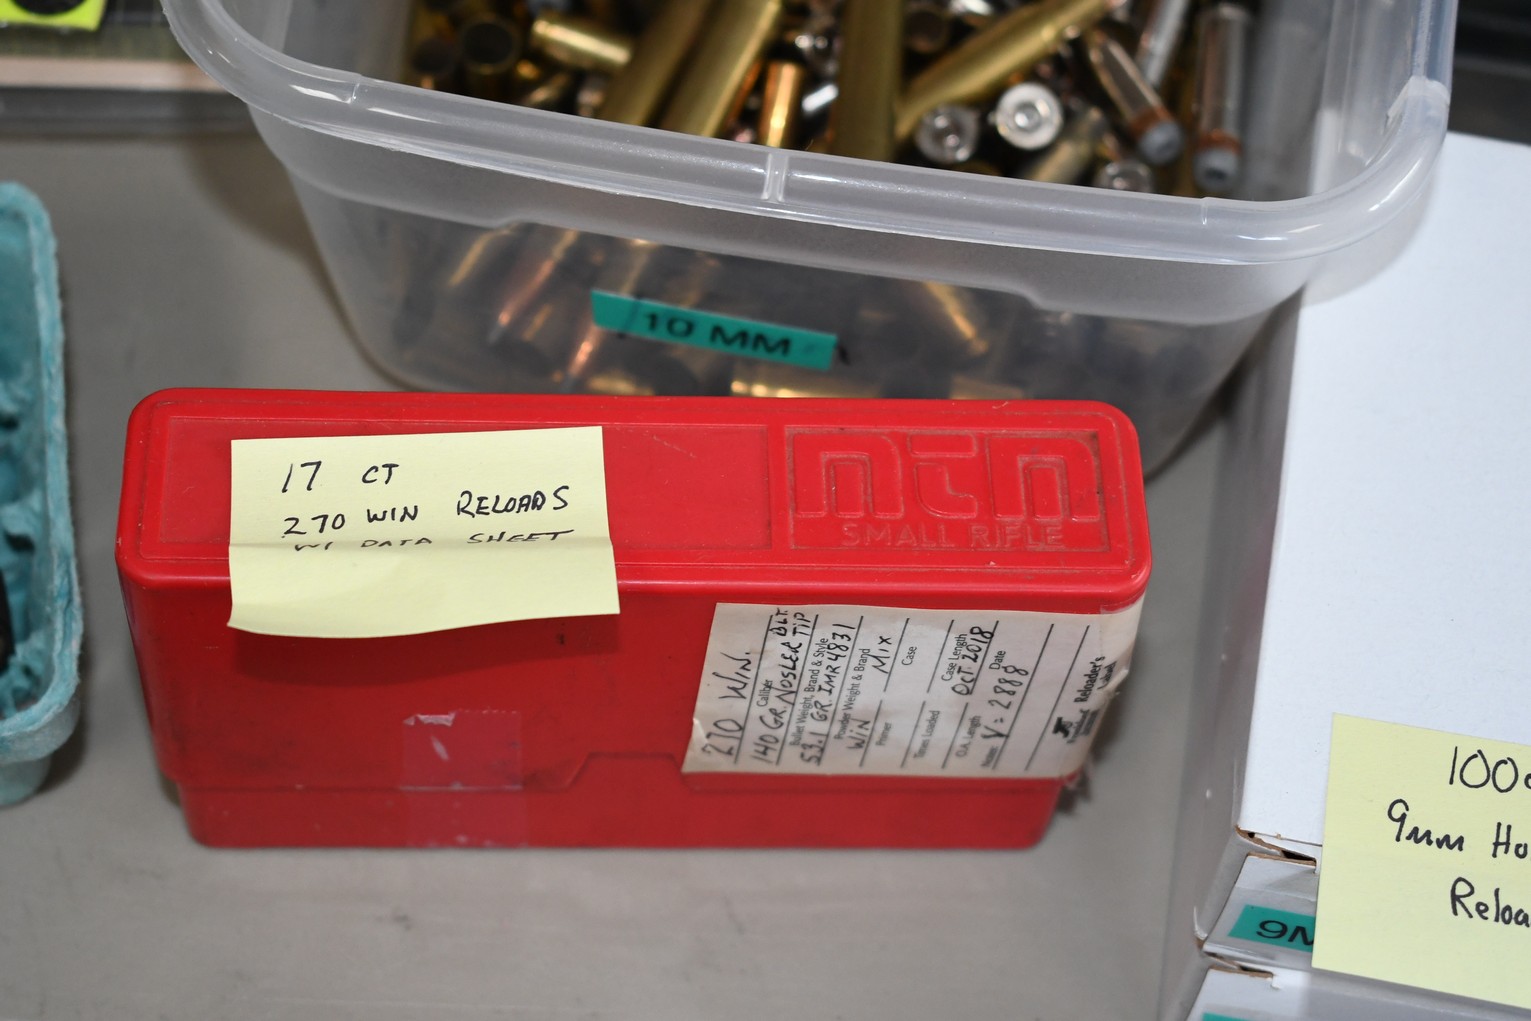 10 MM
17 CT
270 WIN RELOADS
W/ DATA SHEET
MTM
SMALL RIFLE
270 WIN.
Caliber
140 GR. NOSLER BLT. TIP
Bullet Weight, Brand & Style
53.1 GR. IMR 4831
Powder Weight & Brand
WIN MIX
Primer Case
Times Loaded Case Length
OCT. 2018
O.A. Length Date
V = 2888
Notes:
Reloader's
Label
100
9mm Ho
Reloa
9M